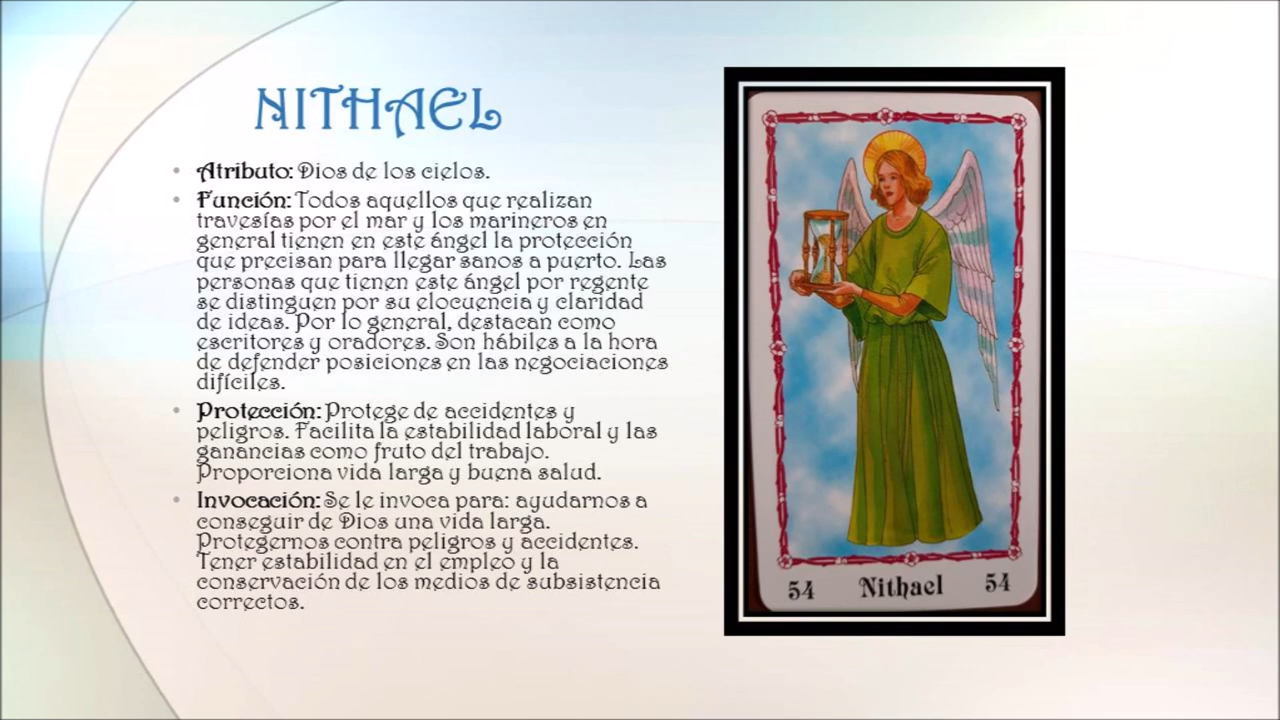 NITHAEL
• Atributo: Dios de los cielos.
• Función: Todos aquellos que realizan
travesías por el mar y los marineros en
general tienen en este ángel la protección
que precisan para llegar sanos a puerto. Las
personas que tienen este ángel por regente
se distinguen por su elocuencia y claridad
de ideas. Por lo general, destacan como
escritores y oradores. Son hábiles a la hora
de defender posiciones en las negociaciones
difíciles.
• Protección: Protege de accidentes y
peligros. Facilita la estabilidad laboral y las
ganancias como fruto del trabajo.
Proporciona vida larga y buena salud.
• Invocación: Se le invoca para: ayudarnos a
conseguir de Dios una vida larga.
Protegernos contra peligros y accidentes.
Tener estabilidad en el empleo y la
conservación de los medios de subsistencia
correctos.
54 Nithael 54